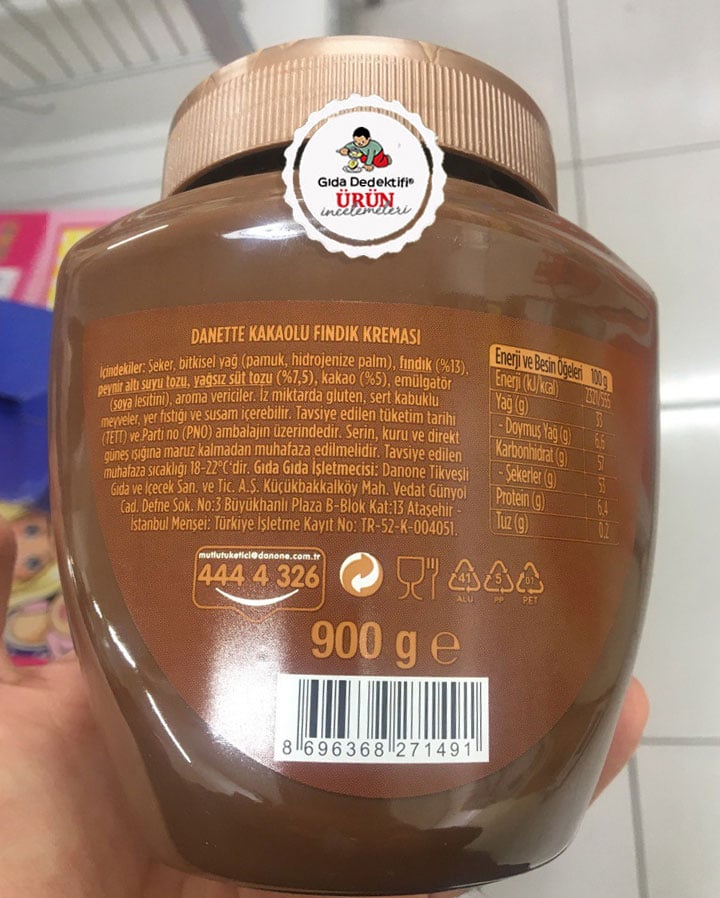 Gıda Dedektifi®
ÜRÜN
incelemeleri
DANETTE KAKAOLU FINDIK KREMASI
İçindekiler: Şeker, bitkisel yağ (pamuk, hidrojenize palm), fındık (%13),
peynir altı suyu tozu, yağsız süt tozu (%7,5), kakao (%5), emülgatör
(soya lesitini), aroma vericiler. İz miktarda gluten, sert kabuklu
meyveler, yer fıstığı ve susam içerebilir. Tavsiye edilen tüketim tarihi
(TETT) ve Parti no (PNO) ambalajın üzerindedir. Serin, kuru ve direkt
güneş ışığına maruz kalmadan muhafaza edilmelidir. Tavsiye edilen
muhafaza sıcaklığı 18-22°C'dir. Gıda Gıda İşletmecisi: Danone Tikveşli
Gıda ve İçecek San. ve Tic. A.Ş. Küçükbakkalköy Mah. Vedat Günyol
Cad. Defne Sok. No:3 Büyükhanlı Plaza B-Blok Kat:13 Ataşehir -
İstanbul Menşei: Türkiye İşletme Kayıt No: TR-52-K-004051.
Enerji ve Besin Öğeleri 100 g
Enerji (kJ/kcal) 2321/555
Yağ (g) 33
- Doymuş Yağ (g) 6,6
Karbonhidrat (g) 57
- Şekerler (g) 53
Protein (g) 6,4
Tuz (g) 0,2
mutlutuketici@danone.com.tr
444 4 326
41 5 01
ALU PP PET
900 g e
8 696368 271491